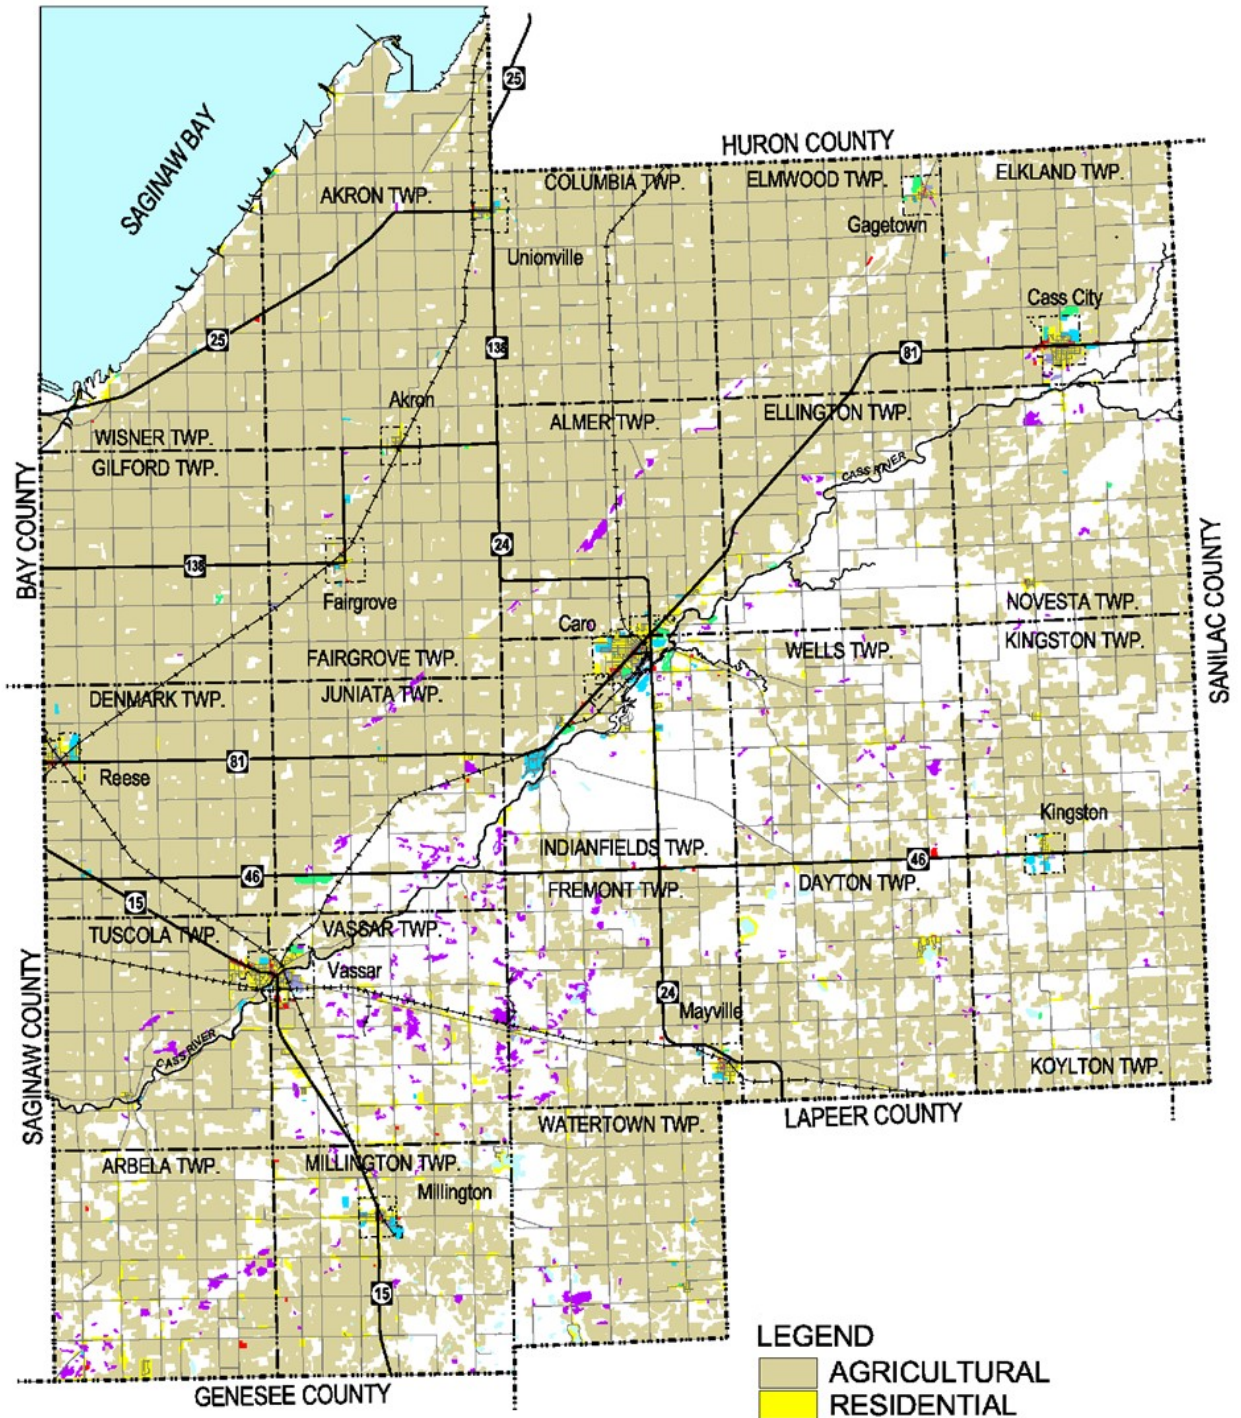 25
HURON COUNTY
SAGINAW BAY
AKRON TWP.
COLUMBIA TWP.
ELMWOOD TWP.
ELKLAND TWP.
Gagetown
Unionville
Cass City
25
138
81
Akron
WISNER TWP.
ALMER TWP.
ELLINGTON TWP.
GILFORD TWP.
CASS RIVER
BAY COUNTY
138
24
Fairgrove
Caro
NOVESTA TWP.
SANILAC COUNTY
FAIRGROVE TWP.
WELLS TWP.
KINGSTON TWP.
DENMARK TWP.
JUNIATA TWP.
81
Reese
Kingston
INDIANFIELDS TWP.
46
46
FREMONT TWP.
DAYTON TWP.
15
TUSCOLA TWP.
VASSAR TWP.
Vassar
24
Mayville
CASS RIVER
SAGINAW COUNTY
KOYLTON TWP.
LAPEER COUNTY
WATERTOWN TWP.
ARBELA TWP.
MILLINGTON TWP.
Millington
15
GENESEE COUNTY
LEGEND
AGRICULTURAL
RESIDENTIAL